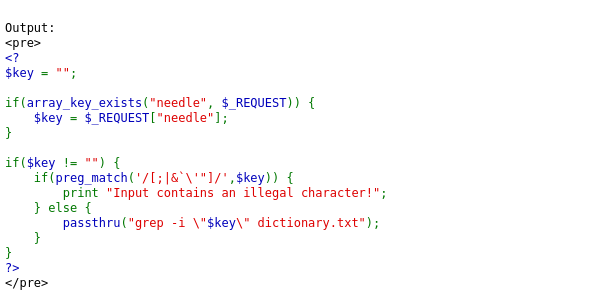 Output:
<pre>
<?
$key = "";

if(array_key_exists("needle", $_REQUEST)) {
    $key = $_REQUEST["needle"];
}

if($key != "") {
    if(preg_match('/[;|&`\'"]/',$key)) {
        print "Input contains an illegal character!";
    } else {
        passthru("grep -i \"$key\" dictionary.txt");
    }
}
?>
</pre>